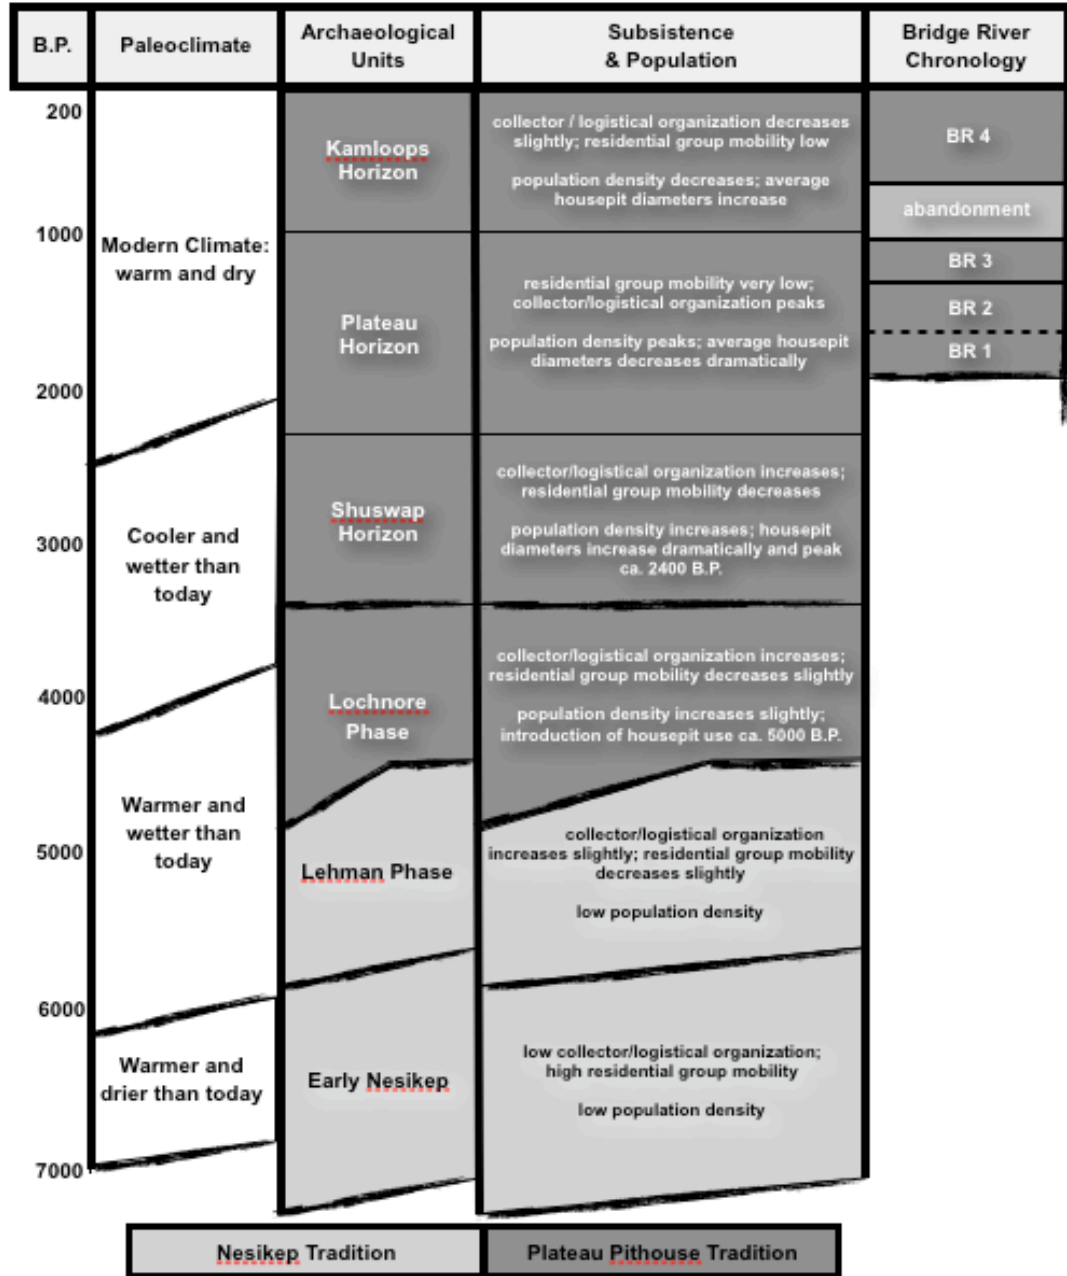 B.P.
Paleoclimate
Archaeological
Units
Subsistence
& Population
Bridge River
Chronology
200
1000
2000
3000
4000
5000
6000
7000
Modern Climate:
warm and dry
Cooler and
wetter than
today
Warmer and
wetter than
today
Warmer and
drier than today
Kamloops
Horizon
Plateau
Horizon
Shuswap
Horizon
Lochnore
Phase
Lehman Phase
Early Nesikep
collector / logistical organization decreases
slightly; residential group mobility low
population density decreases; average
housepit diameters increase
residential group mobility very low;
collector/logistical organization peaks
population density peaks; average housepit
diameters decreases dramatically
collector/logistical organization increases;
residential group mobility decreases
population density increases; housepit
diameters increase dramatically and peak
ca. 2400 B.P.
collector/logistical organization increases;
residential group mobility decreases slightly
population density increases slightly;
introduction of housepit use ca. 5000 B.P.
collector/logistical organization
increases slightly; residential group mobility
decreases slightly
low population density
low collector/logistical organization;
high residential group mobility
low population density
BR 4
abandonment
BR 3
BR 2
BR 1
Nesikep Tradition
Plateau Pithouse Tradition